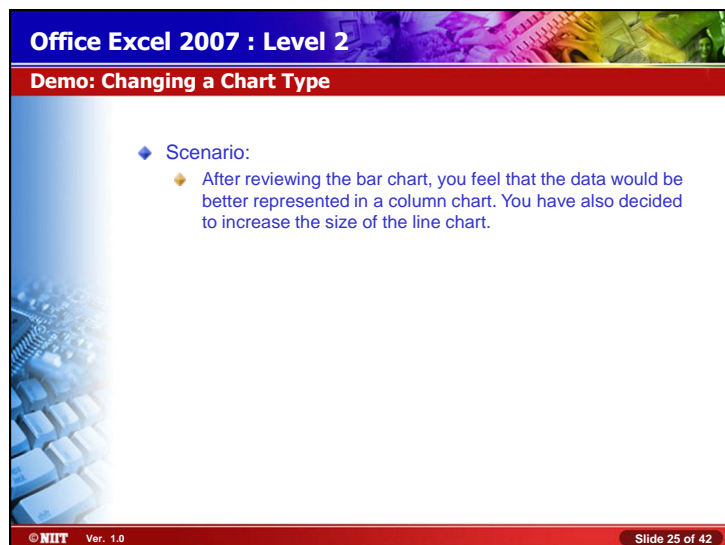 Office Excel 2007 : Level 2
Demo: Changing a Chart Type
Scenario:
After reviewing the bar chart, you feel that the data would be
better represented in a column chart. You have also decided
to increase the size of the line chart.
© NIIT Ver. 1.0 Slide 25 of 42